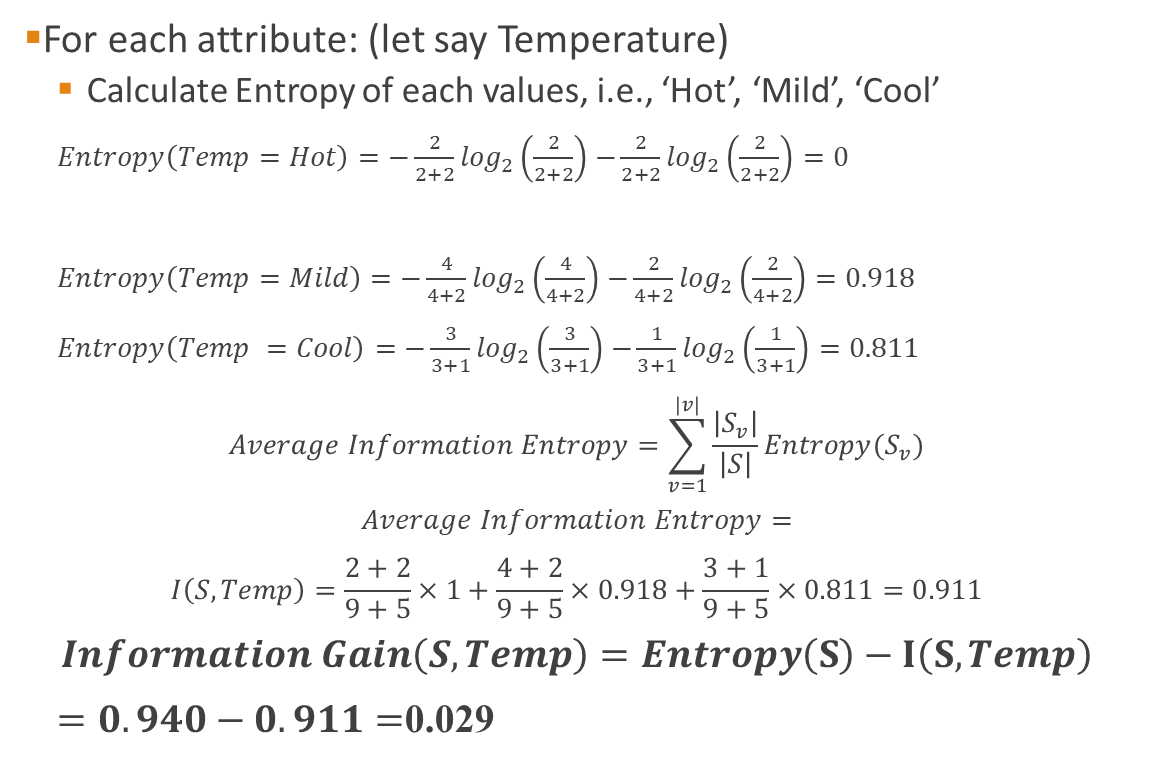 ▪For each attribute: (let say Temperature)
▪ Calculate Entropy of each values, i.e., ‘Hot’, ‘Mild’, ‘Cool’
Entropy(Temp = Hot) = −2/(2+2) log₂(2/(2+2)) −2/(2+2) log₂(2/(2+2)) = 0
Entropy(Temp = Mild) = −4/(4+2) log₂(4/(4+2)) −2/(4+2) log₂(2/(4+2)) = 0.918
Entropy(Temp = Cool) = −3/(3+1) log₂(3/(3+1)) −1/(3+1) log₂(1/(3+1)) = 0.811
Average Information Entropy = ∑_{v=1}^{|v|} |Sᵥ|/|S| Entropy(Sᵥ)
Average Information Entropy =
I(S,Temp) = (2 + 2)/(9 + 5) × 1 + (4 + 2)/(9 + 5) × 0.918 + (3 + 1)/(9 + 5) × 0.811 = 0.911
Information Gain(S,Temp) = Entropy(S) − I(S,Temp)
= 0.940 − 0.911 =0.029